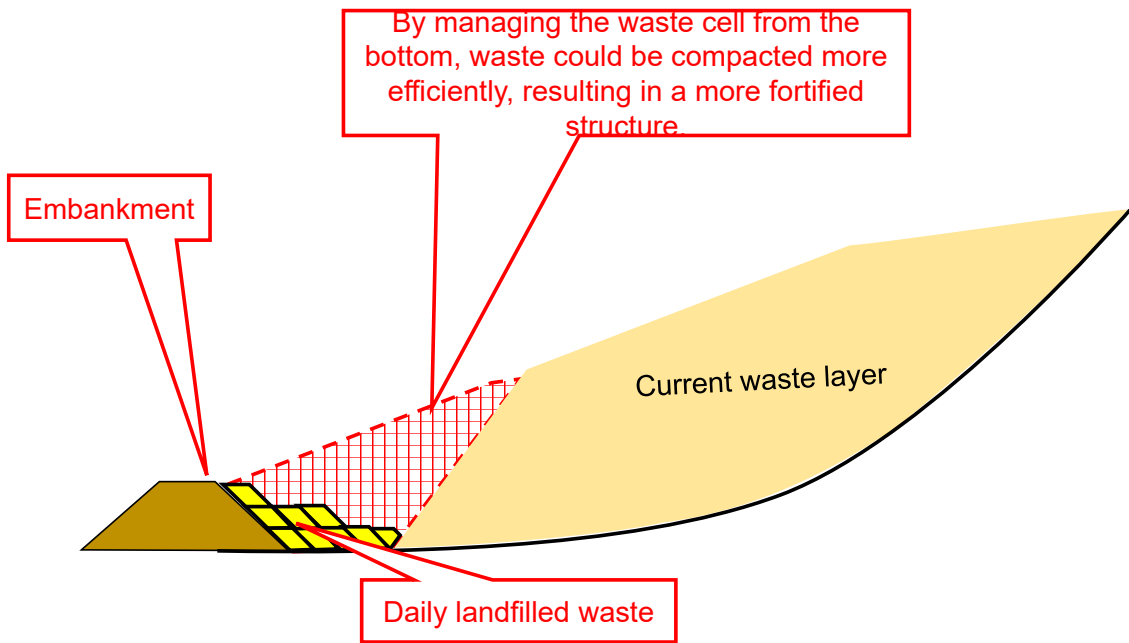 By managing the waste cell from the
bottom, waste could be compacted more
efficiently, resulting in a more fortified
structure.
Embankment
Current waste layer
Daily landfilled waste